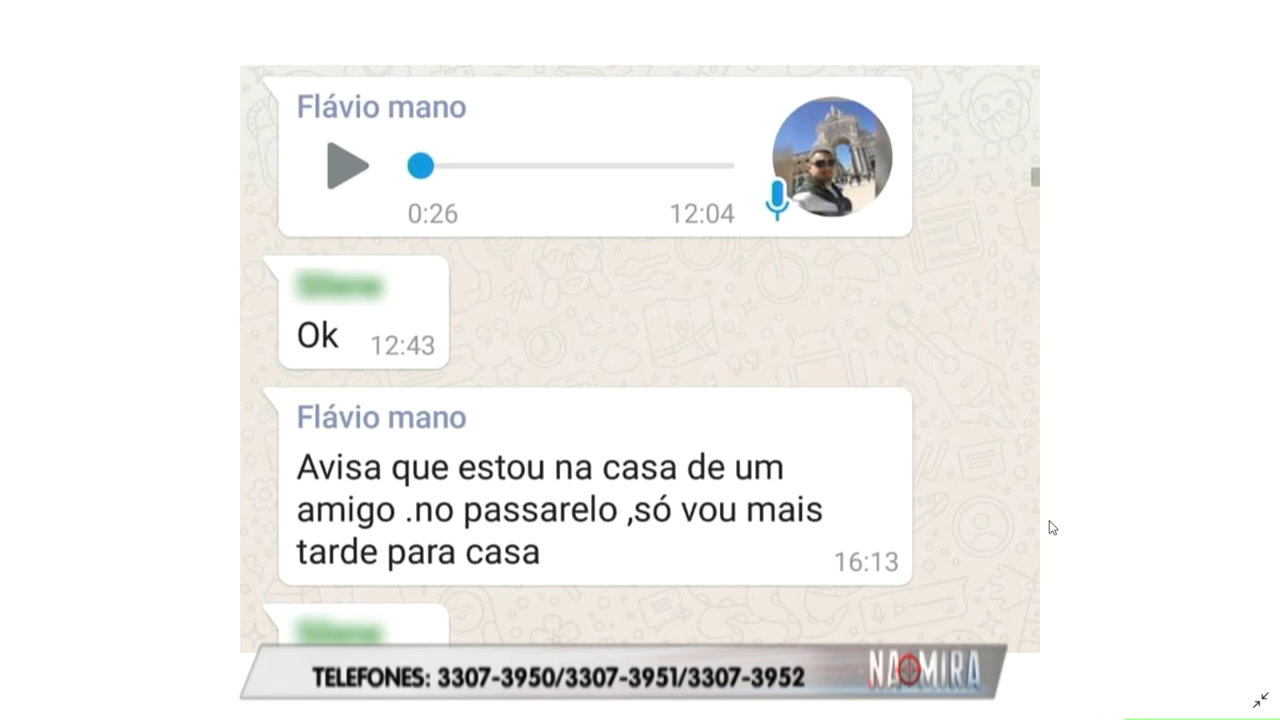 Flávio mano
0:26 12:04
Ok 12:43
Flávio mano
Avisa que estou na casa de um
amigo .no passarelo ,só vou mais
tarde para casa
16:13
TELEFONES: 3307-3950/3307-3951/3307-3952 NA MIRA